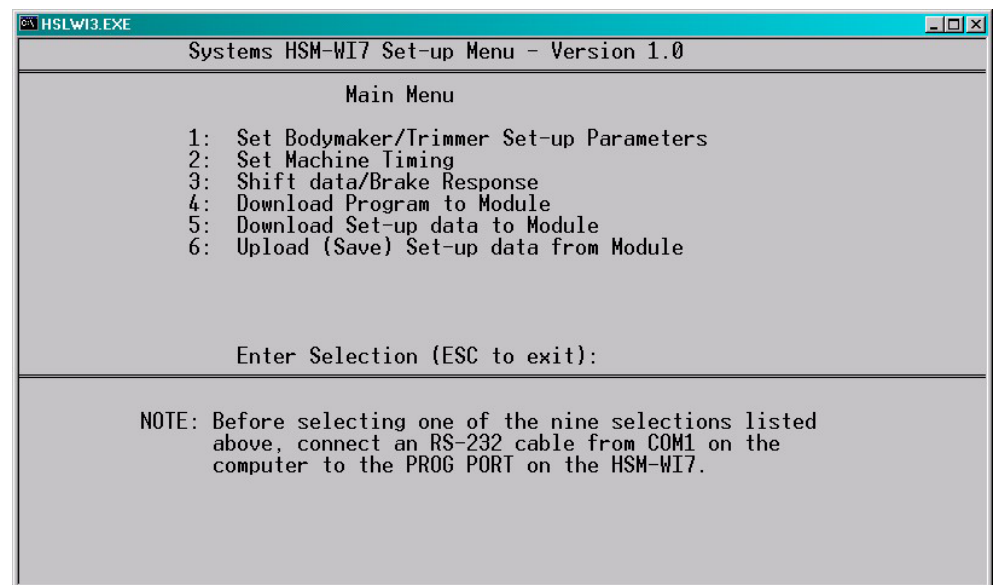 HSLWI3.EXE
Systems HSM-WI7 Set-up Menu - Version 1.0
Main Menu
1: Set Bodymaker/Trimmer Set-up Parameters
2: Set Machine Timing
3: Shift data/Brake Response
4: Download Program to Module
5: Download Set-up data to Module
6: Upload (Save) Set-up data from Module
Enter Selection (ESC to exit):
NOTE: Before selecting one of the nine selections listed
above, connect an RS-232 cable from COM1 on the
computer to the PROG PORT on the HSM-WI7.